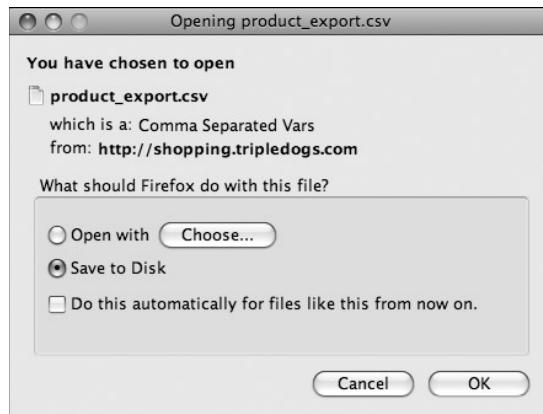 Opening product_export.csv
You have chosen to open
product_export.csv
which is a: Comma Separated Vars
from: http://shopping.tripledogs.com
What should Firefox do with this file?
Open with Choose...
Save to Disk
Do this automatically for files like this from now on.
Cancel OK